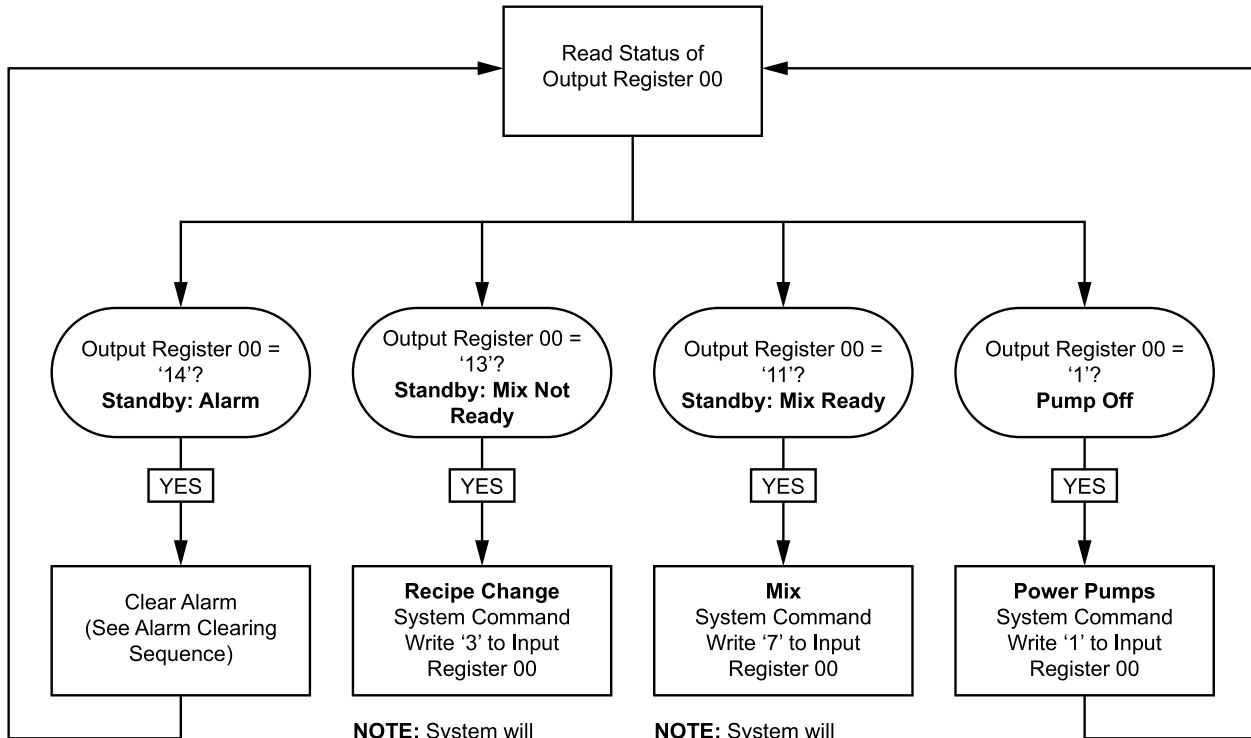 Read Status of
Output Register 00
Output Register 00 =
‘14’?
Standby: Alarm
Output Register 00 =
‘13’?
Standby: Mix Not
Ready
Output Register 00 =
‘11’?
Standby: Mix Ready
Output Register 00 =
‘1’?
Pump Off
YES
YES
YES
YES
Clear Alarm
(See Alarm Clearing
Sequence)
Recipe Change
System Command
Write ‘3’ to Input
Register 00
Mix
System Command
Write ‘7’ to Input
Register 00
Power Pumps
System Command
Write ‘1’ to Input
Register 00
NOTE: System will
NOTE: System will